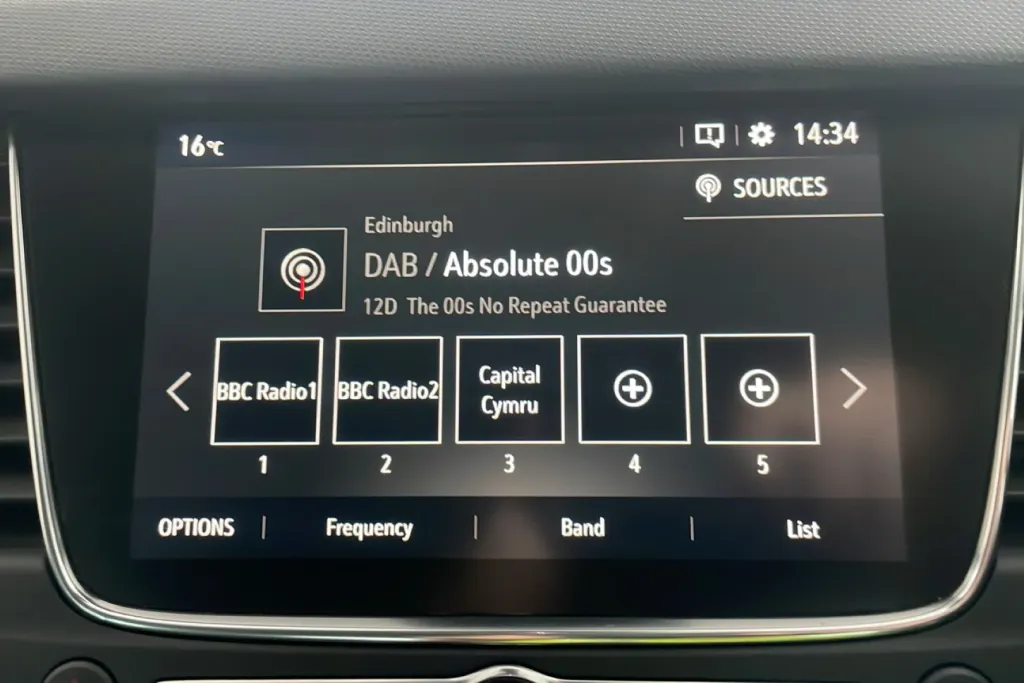 16°C 14:34
SOURCES
Edinburgh
DAB / Absolute 00s
12D The 00s No Repeat Guarantee
BBC Radio1 BBC Radio2 Capital
Cymru
1 2 3 4 5
OPTIONS | Frequency | Band | List